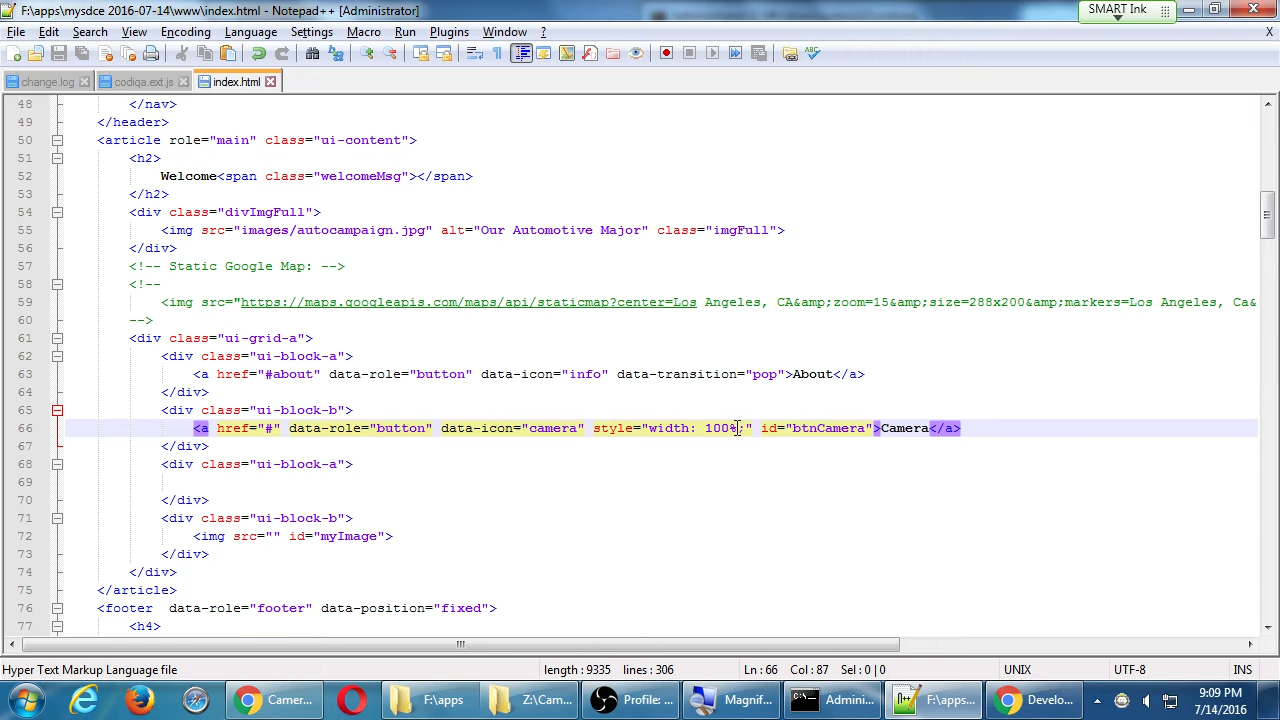 F:\apps\mysdce 2016-07-14\www\index.html - Notepad++ [Administrator]
SMART Ink
File Edit Search View Encoding Language Settings Macro Run Plugins Window ? X
change.log codiqa.ext.js index.html
48 </nav>
49 </header>
50 <article role="main" class="ui-content">
51 <h2>
52 Welcome<span class="welcomeMsg"></span>
53 </h2>
54 <div class="divImgFull">
55 <img src="images/autocampaign.jpg" alt="Our Automotive Major" class="imgFull">
56 </div>
57 <!-- Static Google Map: -->
58 <!--
59 <img src="https://maps.googleapis.com/maps/api/staticmap?center=Los Angeles, CA&amp;zoom=15&amp;size=288x200&amp;markers=Los Angeles, Ca&
60 -->
61 <div class="ui-grid-a">
62 <div class="ui-block-a">
63 <a href="#about" data-role="button" data-icon="info" data-transition="pop">About</a>
64 </div>
65 <div class="ui-block-b">
66 <a href="#" data-role="button" data-icon="camera" style="width: 100%;" id="btnCamera">Camera</a>
67 </div>
68 <div class="ui-block-a">
69
70 </div>
71 <div class="ui-block-b">
72 <img src="" id="myImage">
73 </div>
74 </div>
75 </article>
76 <footer  data-role="footer" data-position="fixed">
77 <h4>
Hyper Text Markup Language file length : 9335 lines : 306 Ln : 66 Col : 87 Sel : 0 | 0 UNIX UTF-8 INS
Camer... F:\apps Z:\Cam... Profile: ... Magnif... Admini... F:\apps... Develo... 9:09 PM
7/14/2016